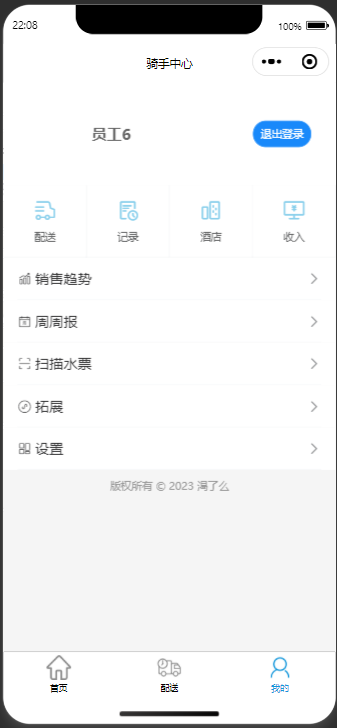 22:08
100%
骑手中心
员工6
退出登录
配送
记录
酒店
收入
销售趋势
周周报
扫描水票
拓展
设置
版权所有 © 2023 渴了么
首页
配送
我的